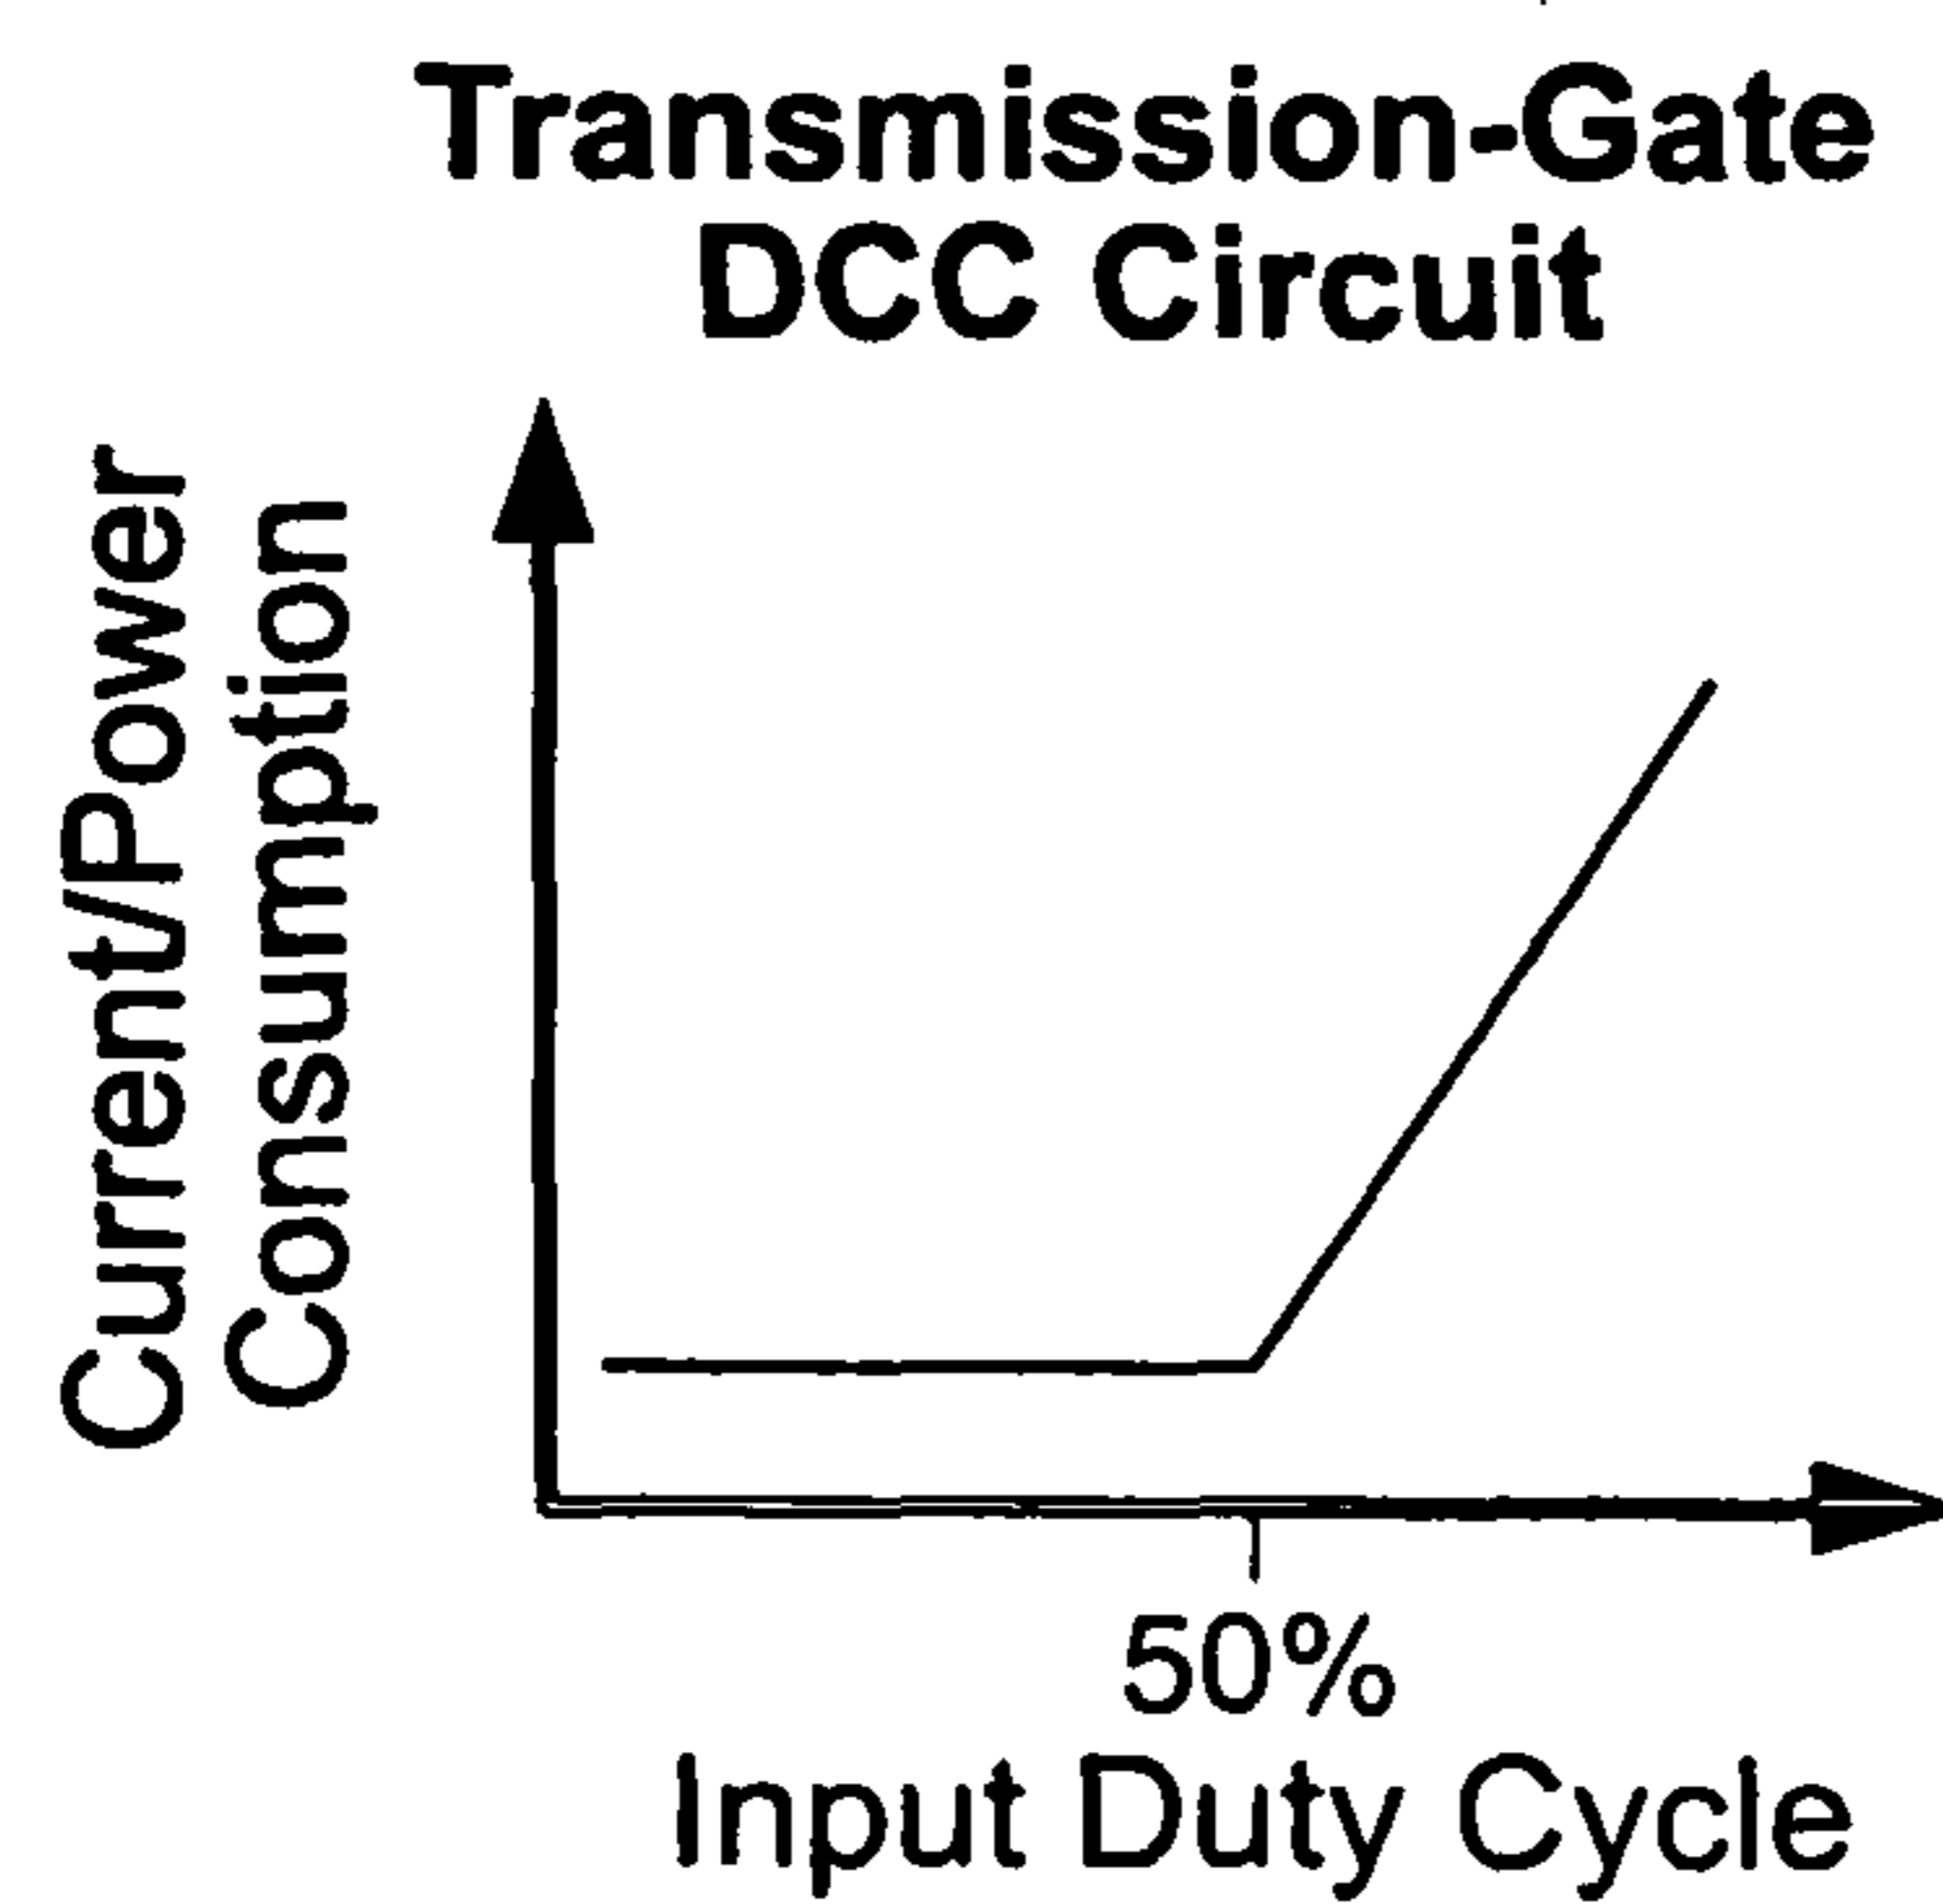 Transmission-Gate
DCC Circuit
Current/Power
Consumption
50%
Input Duty Cycle